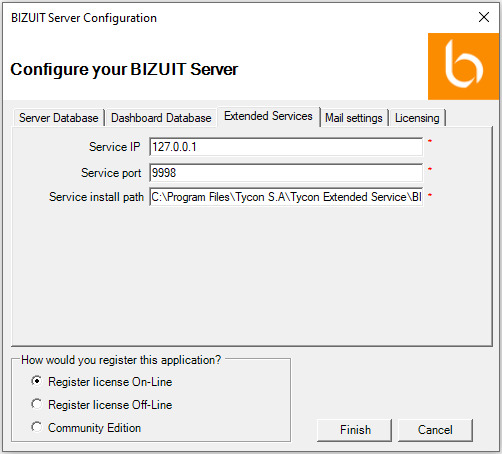 BIZUIT Server Configuration
Configure your BIZUIT Server
Server Database Dashboard Database Extended Services Mail settings Licensing
Service IP 127.0.0.1 *
Service port 9998 *
Service install path C:\Program Files\Tycon S.A\Tycon Extended Service\BI *
How would you register this application?
Register license On-Line
Register license Off-Line
Community Edition
Finish Cancel